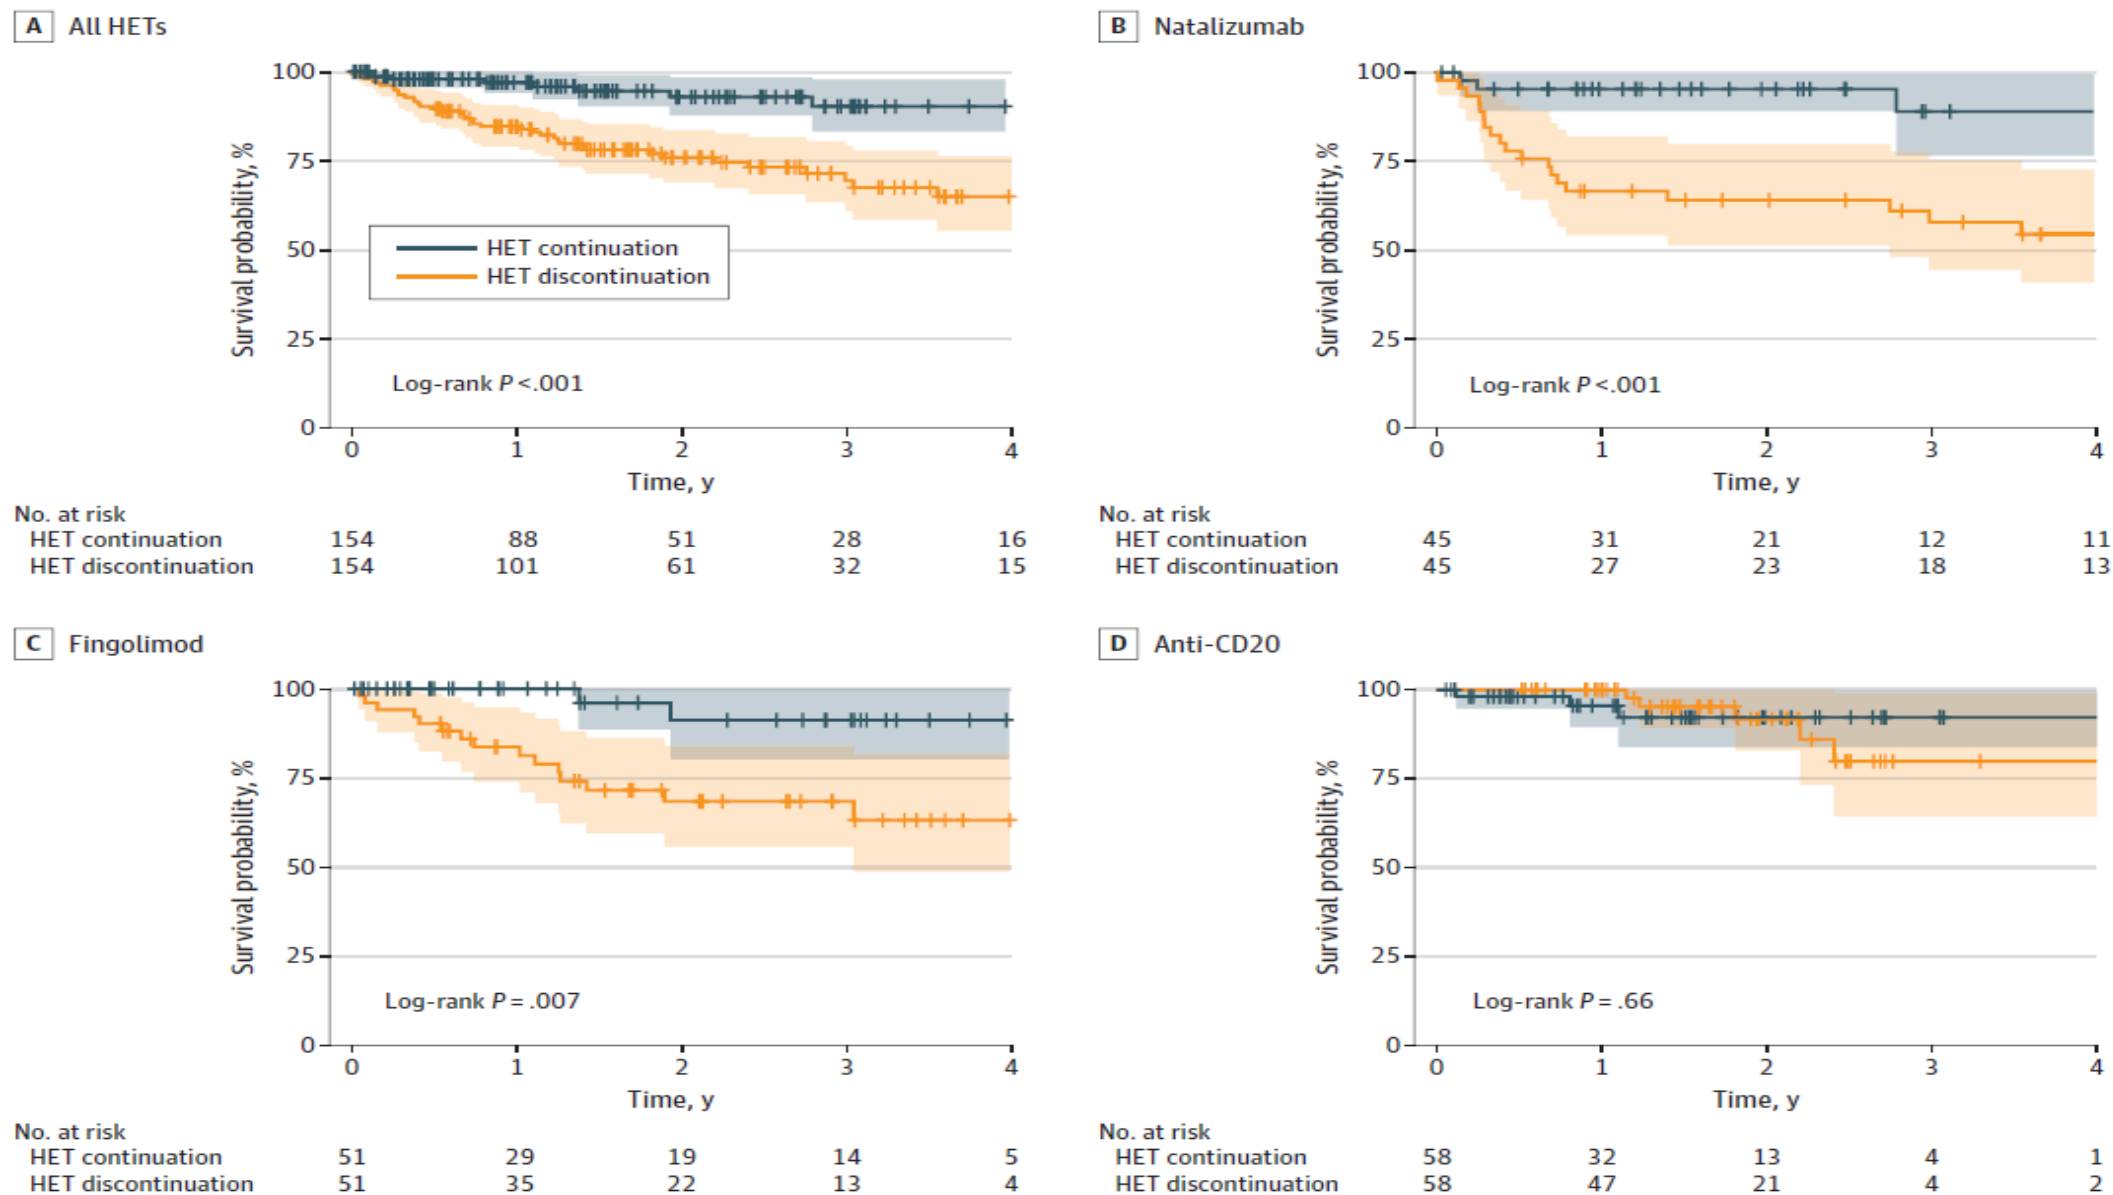 A All HETs
100
75
50
25
0
Survival probability, %
HET continuation
HET discontinuation
Log-rank P <.001
0 1 2 3 4
Time, y
No. at risk
HET continuation 154 88 51 28 16
HET discontinuation 154 101 61 32 15
B Natalizumab
100
75
50
25
0
Survival probability, %
Log-rank P <.001
0 1 2 3 4
Time, y
No. at risk
HET continuation 45 31 21 12 11
HET discontinuation 45 27 23 18 13
C Fingolimod
100
75
50
25
0
Survival probability, %
Log-rank P = .007
0 1 2 3 4
Time, y
No. at risk
HET continuation 51 29 19 14 5
HET discontinuation 51 35 22 13 4
D Anti-CD20
100
75
50
25
0
Survival probability, %
Log-rank P = .66
0 1 2 3 4
Time, y
No. at risk
HET continuation 58 32 13 4 1
HET discontinuation 58 47 21 4 2